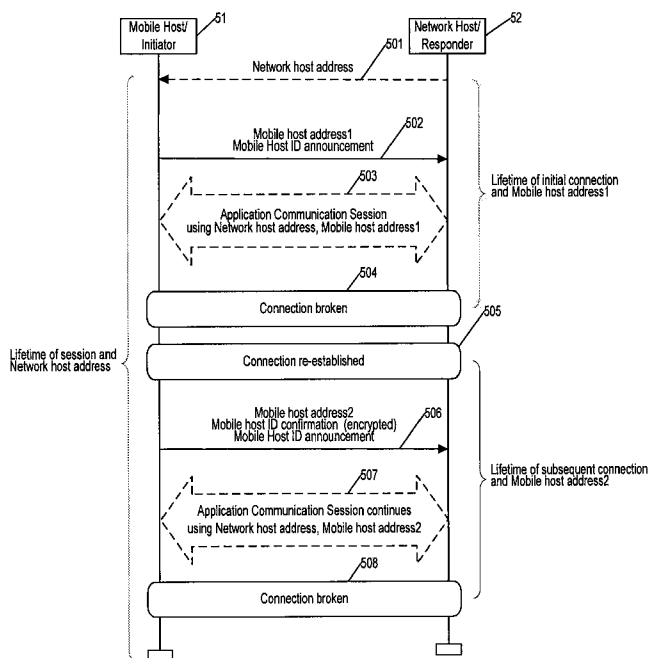 Mobile Host/
Initiator
51
Network Host/
Responder
52
501
Network host address
502
Mobile host address1
Mobile Host ID announcement
503
Application Communication Session
using Network host address, Mobile host address1
Lifetime of initial connection
and Mobile host address1
504
Connection broken
505
Connection re-established
Lifetime of session and
Network host address
Mobile host address2
Mobile host ID confirmation (encrypted)
Mobile Host ID announcement
506
507
Application Communication Session continues
using Network host address, Mobile host address2
Lifetime of subsequent connection
and Mobile host address2
508
Connection broken